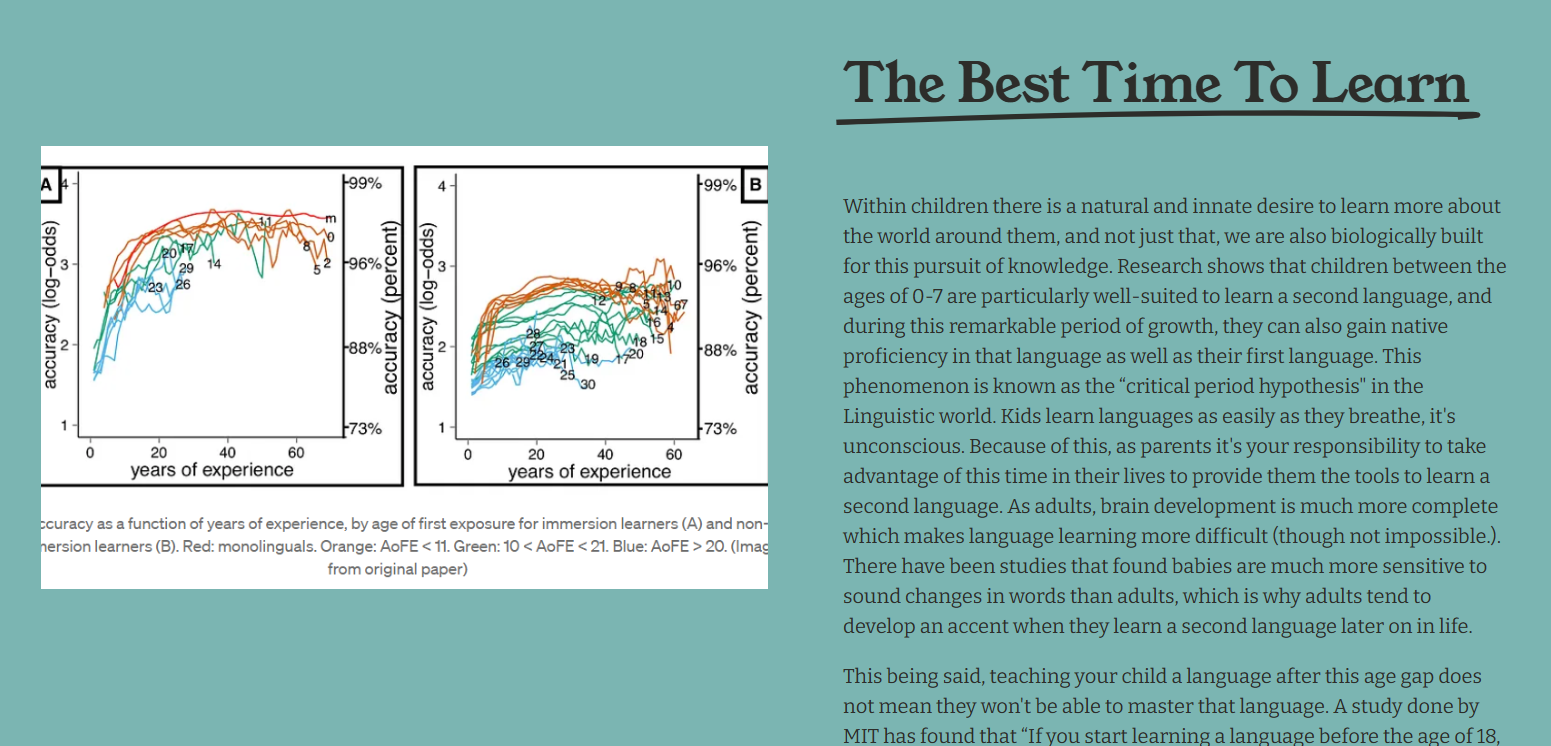 The Best Time To Learn
A
4
3
2
1
accuracy (log–odds)
99%
96%
88%
73%
accuracy (percent)
m
0
11
8
5 2
20 17
29
14
23 26
0 20 40 60
years of experience
B
4
3
2
1
accuracy (log–odds)
99%
96%
88%
73%
accuracy (percent)
9 8
10
12
14
16
4
15
18
20
17
19
28
27
23
26 29 22 24
21
25
30
0 20 40 60
years of experience
ccuracy as a function of years of experience, by age of first exposure for immersion learners (A) and non-
mersion learners (B). Red: monolinguals. Orange: AoFE < 11. Green: 10 < AoFE < 21. Blue: AoFE > 20. (Imag
from original paper)
Within children there is a natural and innate desire to learn more about
the world around them, and not just that, we are also biologically built
for this pursuit of knowledge. Research shows that children between the
ages of 0-7 are particularly well-suited to learn a second language, and
during this remarkable period of growth, they can also gain native
proficiency in that language as well as their first language. This
phenomenon is known as the “critical period hypothesis" in the
Linguistic world. Kids learn languages as easily as they breathe, it's
unconscious. Because of this, as parents it's your responsibility to take
advantage of this time in their lives to provide them the tools to learn a
second language. As adults, brain development is much more complete
which makes language learning more difficult (though not impossible.).
There have been studies that found babies are much more sensitive to
sound changes in words than adults, which is why adults tend to
develop an accent when they learn a second language later on in life.
This being said, teaching your child a language after this age gap does
not mean they won't be able to master that language. A study done by
MIT has found that “If you start learning a language before the age of 18,